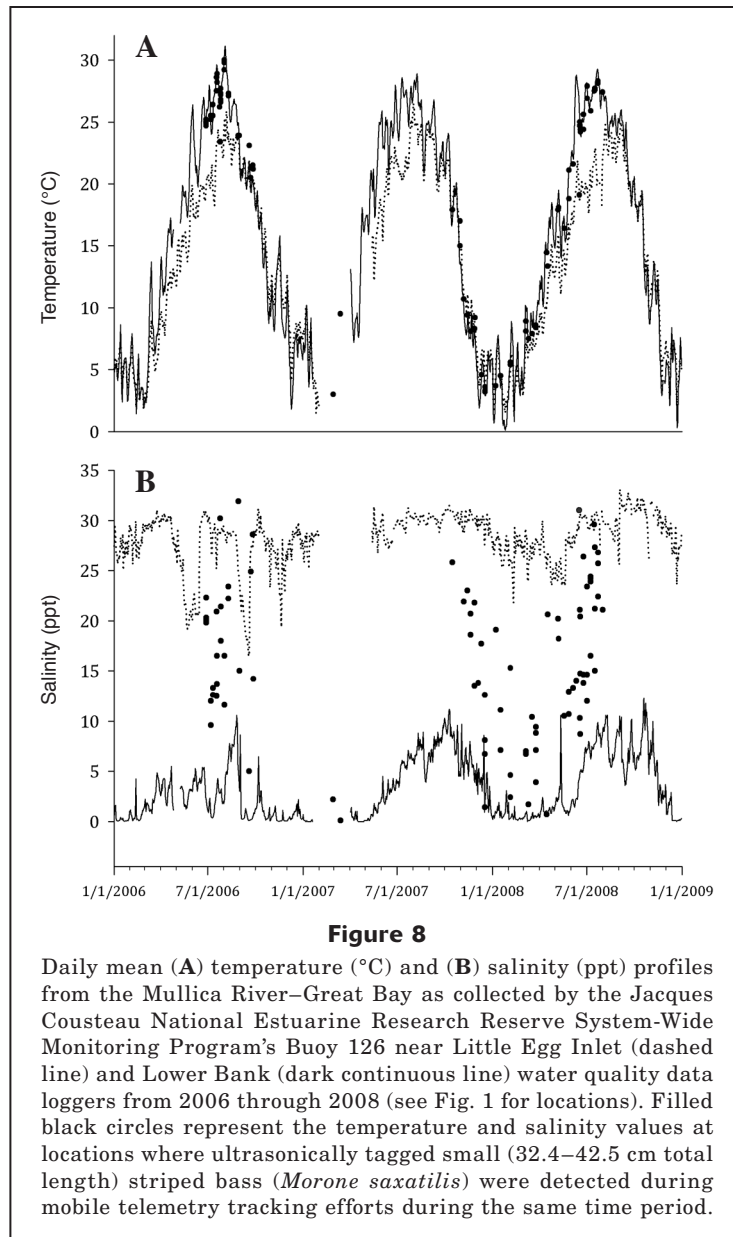 A
30
25
20
15
10
5
0
Temperature (°C)
B
35
30
25
20
15
10
5
0
Salinity (ppt)
1/1/2006 7/1/2006 1/1/2007 7/1/2007 1/1/2008 7/1/2008 1/1/2009
Figure 8
Daily mean (A) temperature (°C) and (B) salinity (ppt) profiles
from the Mullica River–Great Bay as collected by the Jacques
Cousteau National Estuarine Research Reserve System-Wide
Monitoring Program's Buoy 126 near Little Egg Inlet (dashed
line) and Lower Bank (dark continuous line) water quality data
loggers from 2006 through 2008 (see Fig. 1 for locations). Filled
black circles represent the temperature and salinity values at
locations where ultrasonically tagged small (32.4–42.5 cm total
length) striped bass (Morone saxatilis) were detected during
mobile telemetry tracking efforts during the same time period.